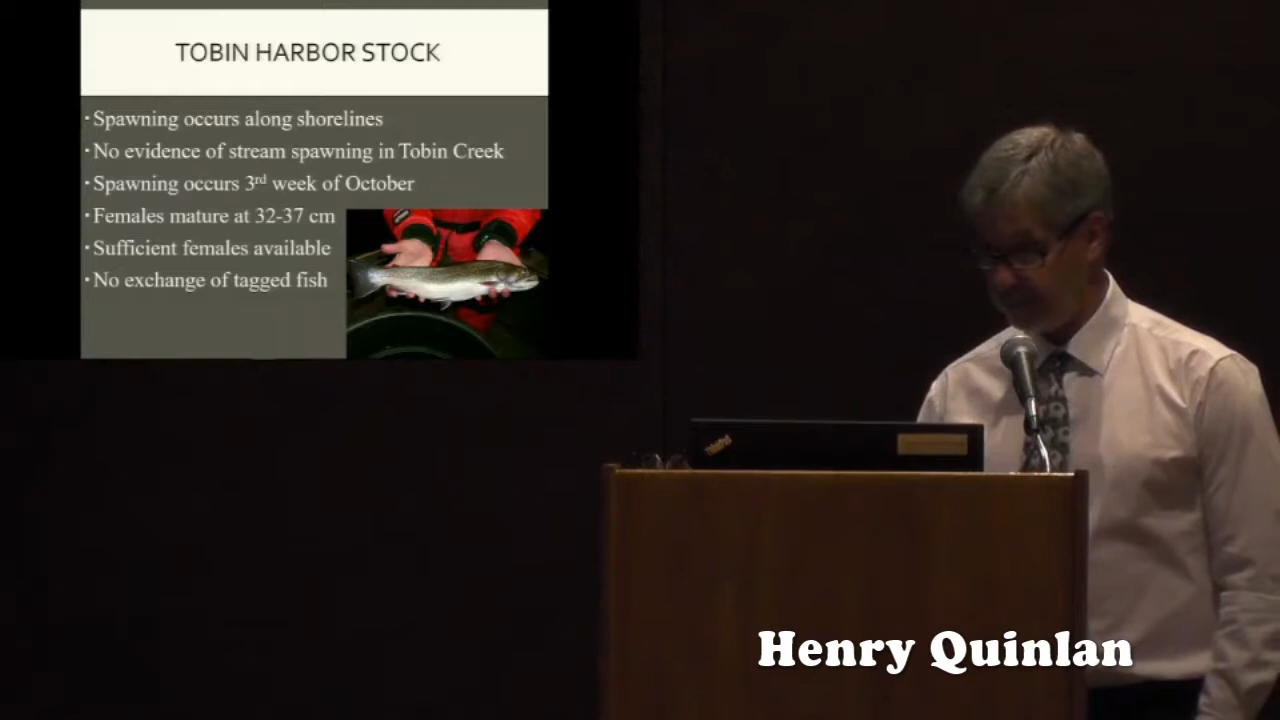 TOBIN HARBOR STOCK
· Spawning occurs along shorelines
· No evidence of stream spawning in Tobin Creek
· Spawning occurs 3rd week of October
· Females mature at 32-37 cm
· Sufficient females available
· No exchange of tagged fish
ThinkPad
Henry Quinlan